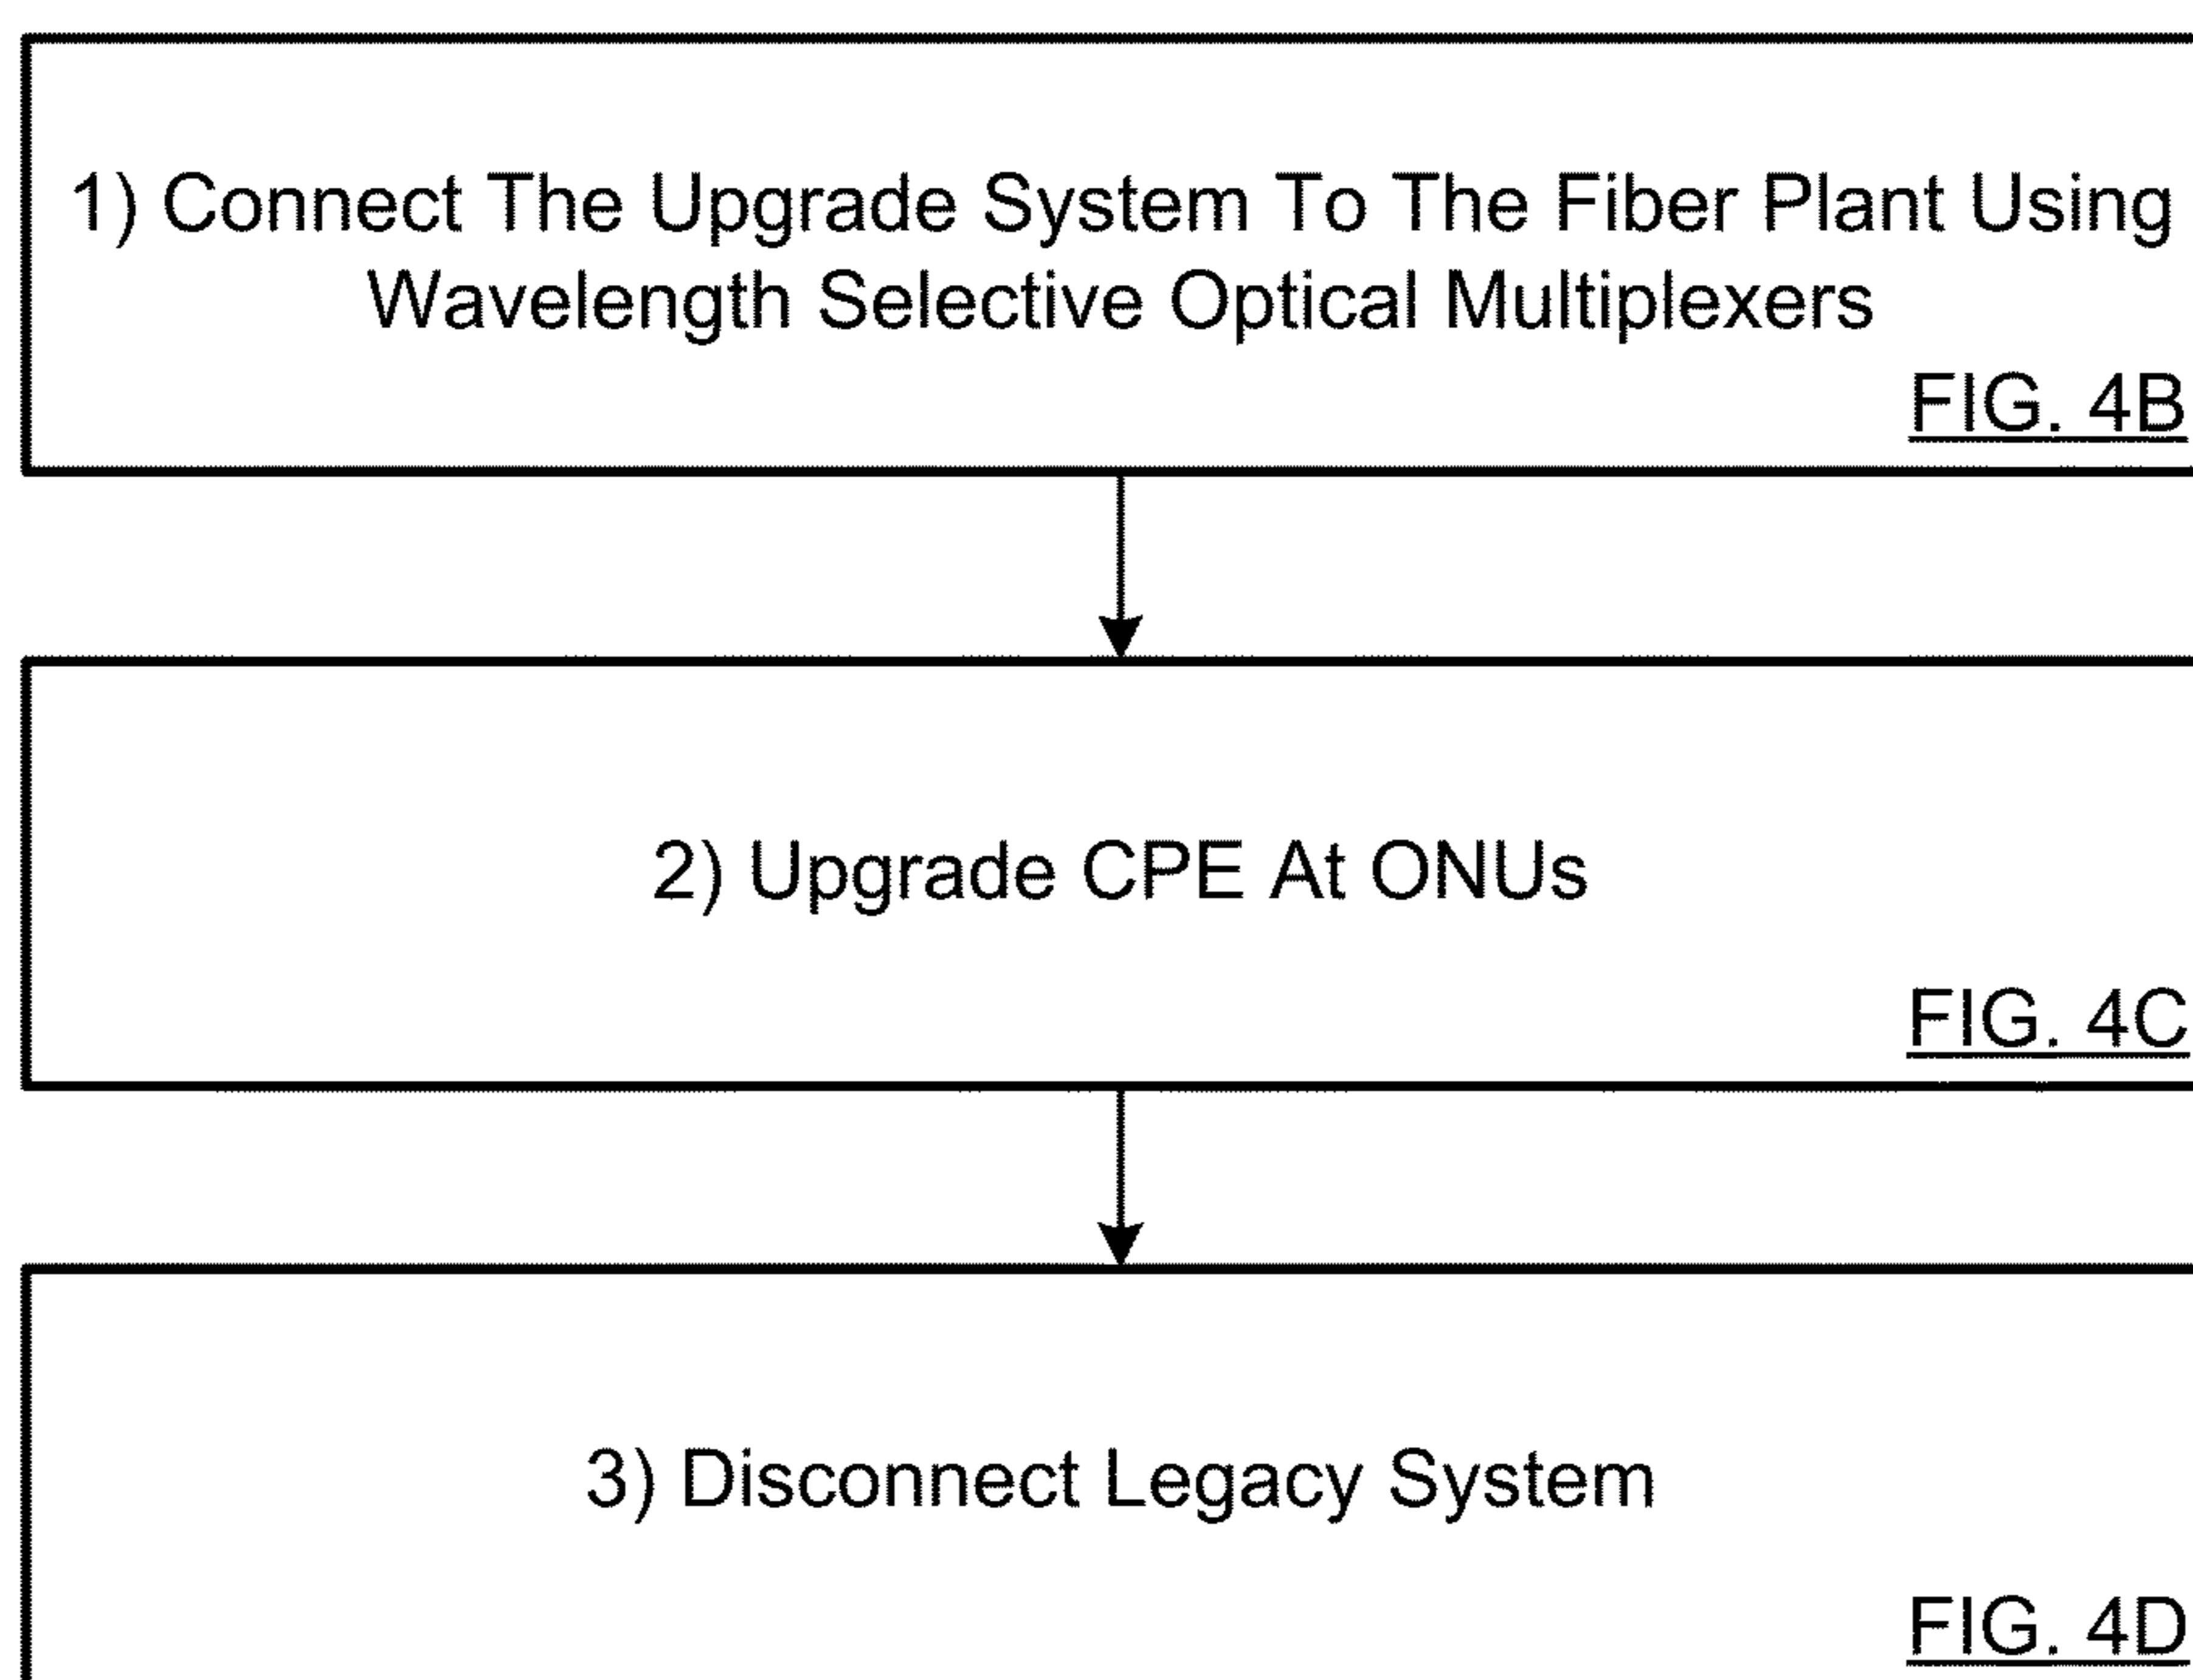 1) Connect The Upgrade System To The Fiber Plant Using
Wavelength Selective Optical Multiplexers
FIG. 4B
2) Upgrade CPE At ONUs
FIG. 4C
3) Disconnect Legacy System
FIG. 4D